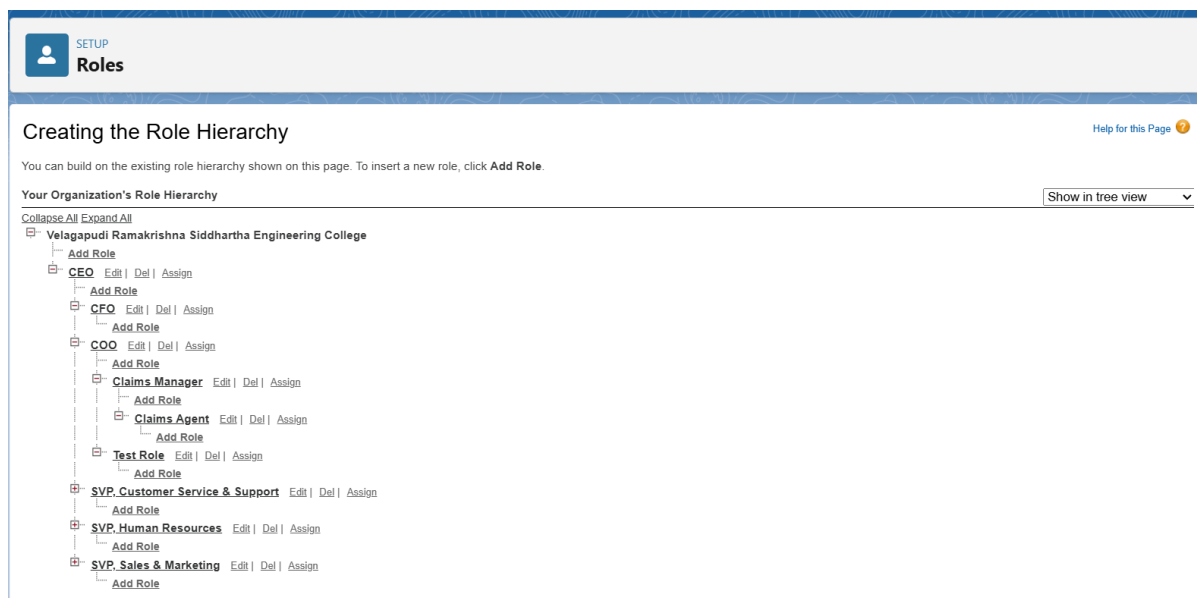 SETUP
Roles
Creating the Role Hierarchy
Help for this Page ?
You can build on the existing role hierarchy shown on this page. To insert a new role, click Add Role.
Your Organization's Role Hierarchy
Show in tree view
Collapse All Expand All
Velagapudi Ramakrishna Siddhartha Engineering College
Add Role
CEO Edit | Del | Assign
Add Role
CFO Edit | Del | Assign
Add Role
COO Edit | Del | Assign
Add Role
Claims Manager Edit | Del | Assign
Add Role
Claims Agent Edit | Del | Assign
Add Role
Test Role Edit | Del | Assign
Add Role
SVP, Customer Service & Support Edit | Del | Assign
Add Role
SVP, Human Resources Edit | Del | Assign
Add Role
SVP, Sales & Marketing Edit | Del | Assign
Add Role